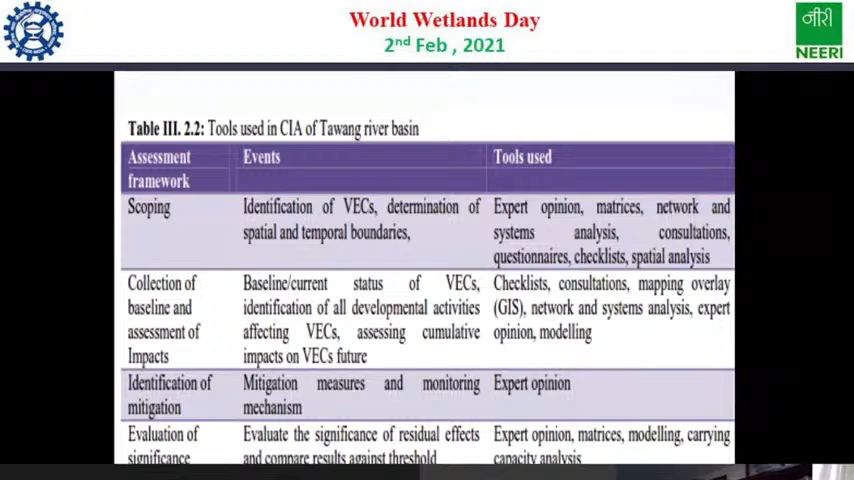 World Wetlands Day
2nd Feb , 2021
नीरी
NEERI
Table III. 2.2: Tools used in CIA of Tawang river basin
Assessment framework
Events
Tools used
Scoping
Identification of VECs, determination of
spatial and temporal boundaries,
Expert opinion, matrices, network and
systems analysis, consultations,
questionnaires, checklists, spatial analysis
Collection of
baseline and
assessment of
Impacts
Baseline/current status of VECs,
identification of all developmental activities
affecting VECs, assessing cumulative
impacts on VECs future
Checklists, consultations, mapping overlay
(GIS), network and systems analysis, expert
opinion, modelling
Identification of
mitigation
Mitigation measures and monitoring
mechanism
Expert opinion
Evaluation of
significance
Evaluate the significance of residual effects
and compare results against threshold
Expert opinion, matrices, modelling, carrying
capacity analysis